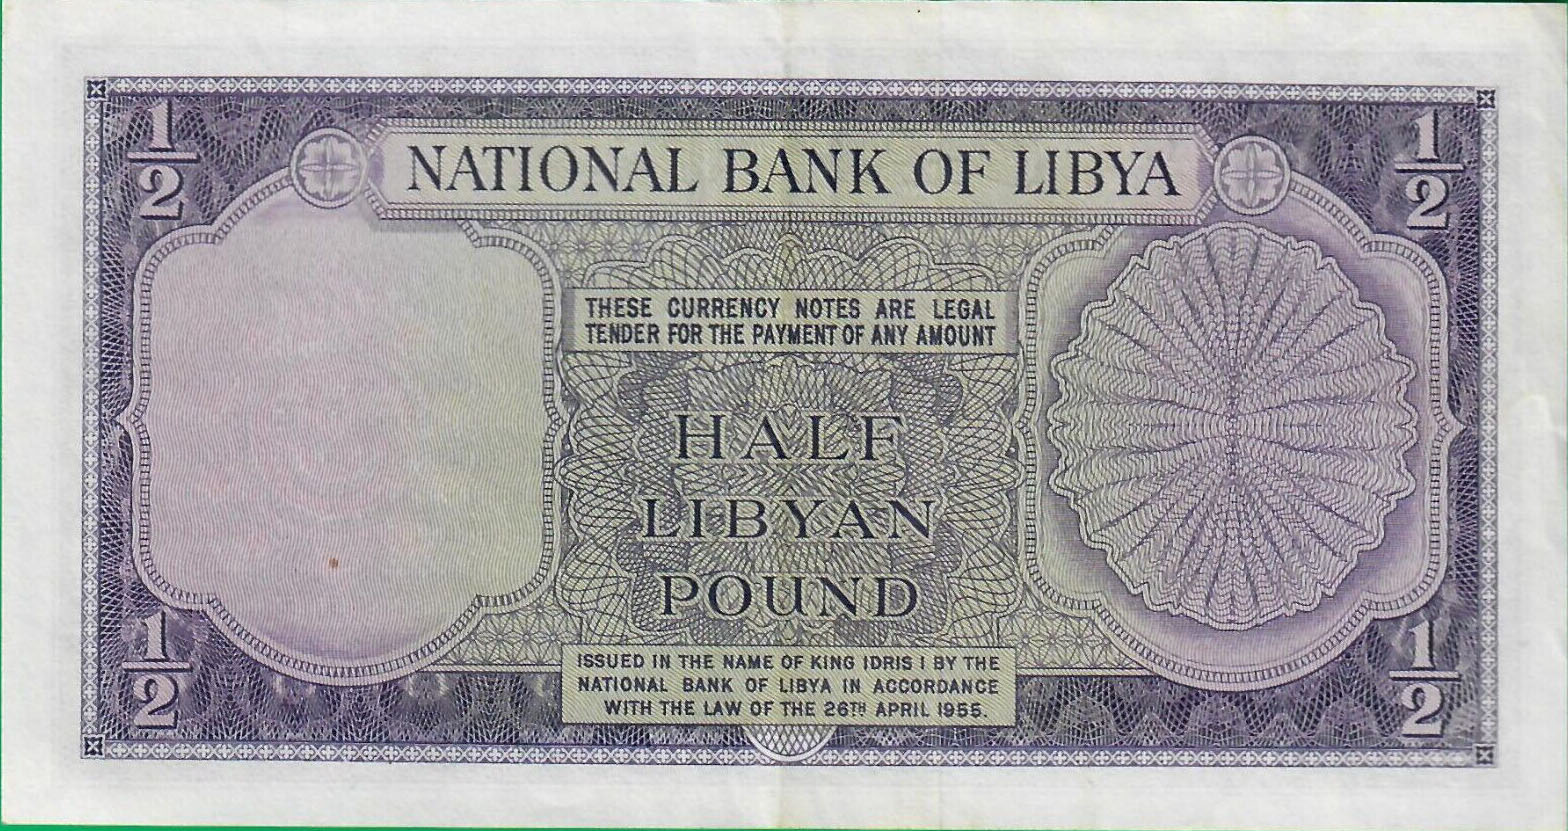 1/2
1/2
NATIONAL BANK OF LIBYA
THESE CURRENCY NOTES ARE LEGAL
TENDER FOR THE PAYMENT OF ANY AMOUNT
HALF
LIBYAN
POUND
1/2
1/2
ISSUED IN THE NAME OF KING IDRIS I BY THE
NATIONAL BANK OF LIBYA IN ACCORDANCE
WITH THE LAW OF THE 26TH APRIL 1955.